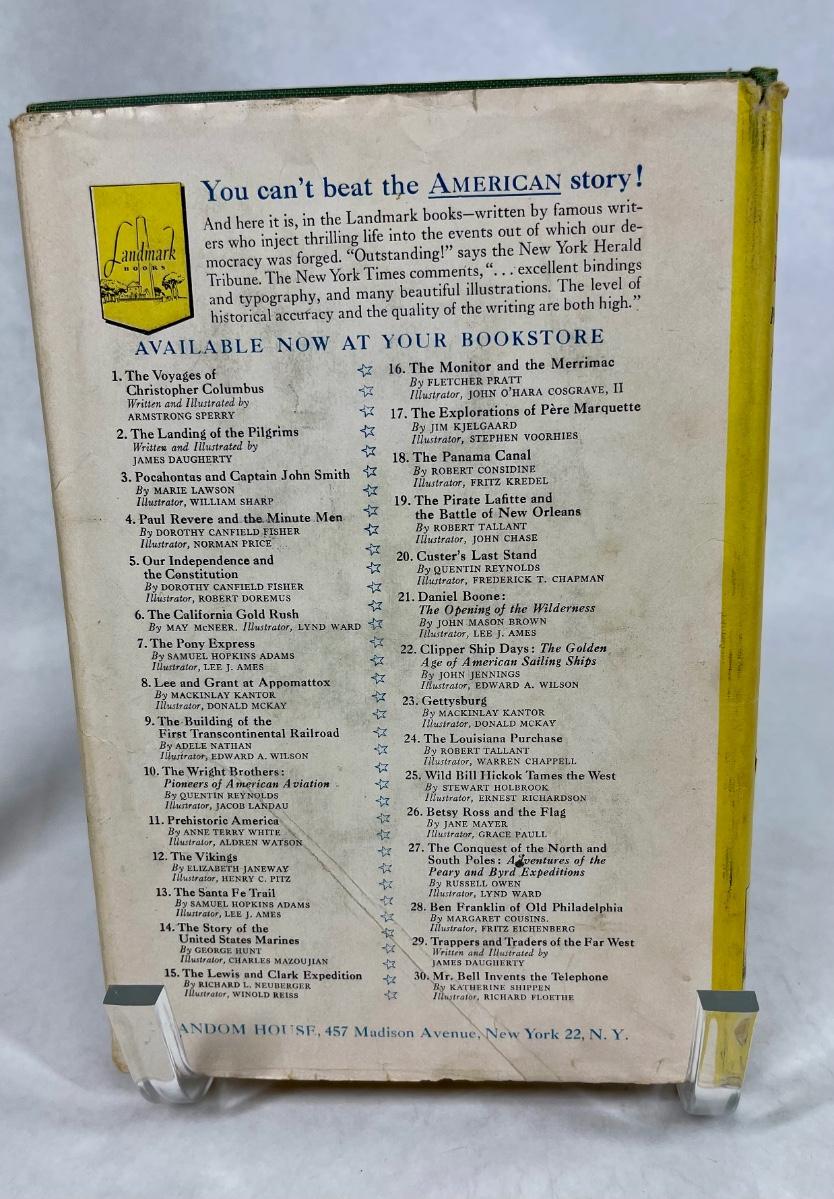 Landmark
BOOKS
You can't beat the AMERICAN story!
And here it is, in the Landmark books—written by famous writ-
ers who inject thrilling life into the events out of which our de-
mocracy was forged. "Outstanding!" says the New York Herald
Tribune. The New York Times comments, ". . . excellent bindings
and typography, and many beautiful illustrations. The level of
historical accuracy and the quality of the writing are both high."
AVAILABLE NOW AT YOUR BOOKSTORE
1. The Voyages of
Christopher Columbus
Written and Illustrated by
ARMSTRONG SPERRY
2. The Landing of the Pilgrims
Written and Illustrated by
JAMES DAUGHERTY
3. Pocahontas and Captain John Smith
By MARIE LAWSON
Illustrator, WILLIAM SHARP
4. Paul Revere and the Minute Men
By DOROTHY CANFIELD FISHER
Illustrator, NORMAN PRICE
5. Our Independence and
the Constitution
By DOROTHY CANFIELD FISHER
Illustrator, ROBERT DOREMUS
6. The California Gold Rush
By MAY McNEER. Illustrator, LYND WARD
7. The Pony Express
By SAMUEL HOPKINS ADAMS
Illustrator, LEE J. AMES
8. Lee and Grant at Appomattox
By MACKINLAY KANTOR
Illustrator, DONALD MCKAY
9. The Building of the
First Transcontinental Railroad
By ADELE NATHAN
Illustrator, EDWARD A. WILSON
10. The Wright Brothers:
Pioneers of American Aviation
By QUENTIN REYNOLDS
Illustrator, JACOB LANDAU
11. Prehistoric America
By ANNE TERRY WHITE
Illustrator, ALDREN WATSON
12. The Vikings
By ELIZABETH JANEWAY
Illustrator, HENRY C. PITZ
13. The Santa Fe Trail
By SAMUEL HOPKINS ADAMS
Illustrator, LEE J. AMES
14. The Story of the
United States Marines
By GEORGE HUNT
Illustrator, CHARLES MAZOUJIAN
15. The Lewis and Clark Expedition
By RICHARD L. NEUBERGER
Illustrator, WINOLD REISS
16. The Monitor and the Merrimac
By FLETCHER PRATT
Illustrator, JOHN O'HARA COSGRAVE, II
17. The Explorations of Père Marquette
By JIM KJELGAARD
Illustrator, STEPHEN VOORHIES
18. The Panama Canal
By ROBERT CONSIDINE
Illustrator, FRITZ KREDEL
19. The Pirate Lafitte and
the Battle of New Orleans
By ROBERT TALLANT
Illustrator, JOHN CHASE
20. Custer's Last Stand
By QUENTIN REYNOLDS
Illustrator, FREDERICK T. CHAPMAN
21. Daniel Boone:
The Opening of the Wilderness
By JOHN MASON BROWN
Illustrator, LEE J. AMES
22. Clipper Ship Days: The Golden
Age of American Sailing Ships
By JOHN JENNINGS
Illustrator, EDWARD A. WILSON
23. Gettysburg
By MACKINLAY KANTOR
Illustrator, DONALD MCKAY
24. The Louisiana Purchase
By ROBERT TALLANT
Illustrator, WARREN CHAPPELL
25. Wild Bill Hickok Tames the West
By STEWART HOLBROOK
Illustrator, ERNEST RICHARDSON
26. Betsy Ross and the Flag
By JANE MAYER
Illustrator, GRACE PAULL
27. The Conquest of the North and
South Poles: Adventures of the
Peary and Byrd Expeditions
By RUSSELL OWEN
Illustrator, LYND WARD
28. Ben Franklin of Old Philadelphia
By MARGARET COUSINS.
Illustrator, FRITZ EICHENBERG
29. Trappers and Traders of the Far West
Written and Illustrated by
JAMES DAUGHERTY
30. Mr. Bell Invents the Telephone
By KATHERINE SHIPPEN
Illustrator, RICHARD FLOETHE
ANDOM HOUSE, 457 Madison Avenue, New York 22, N. Y.